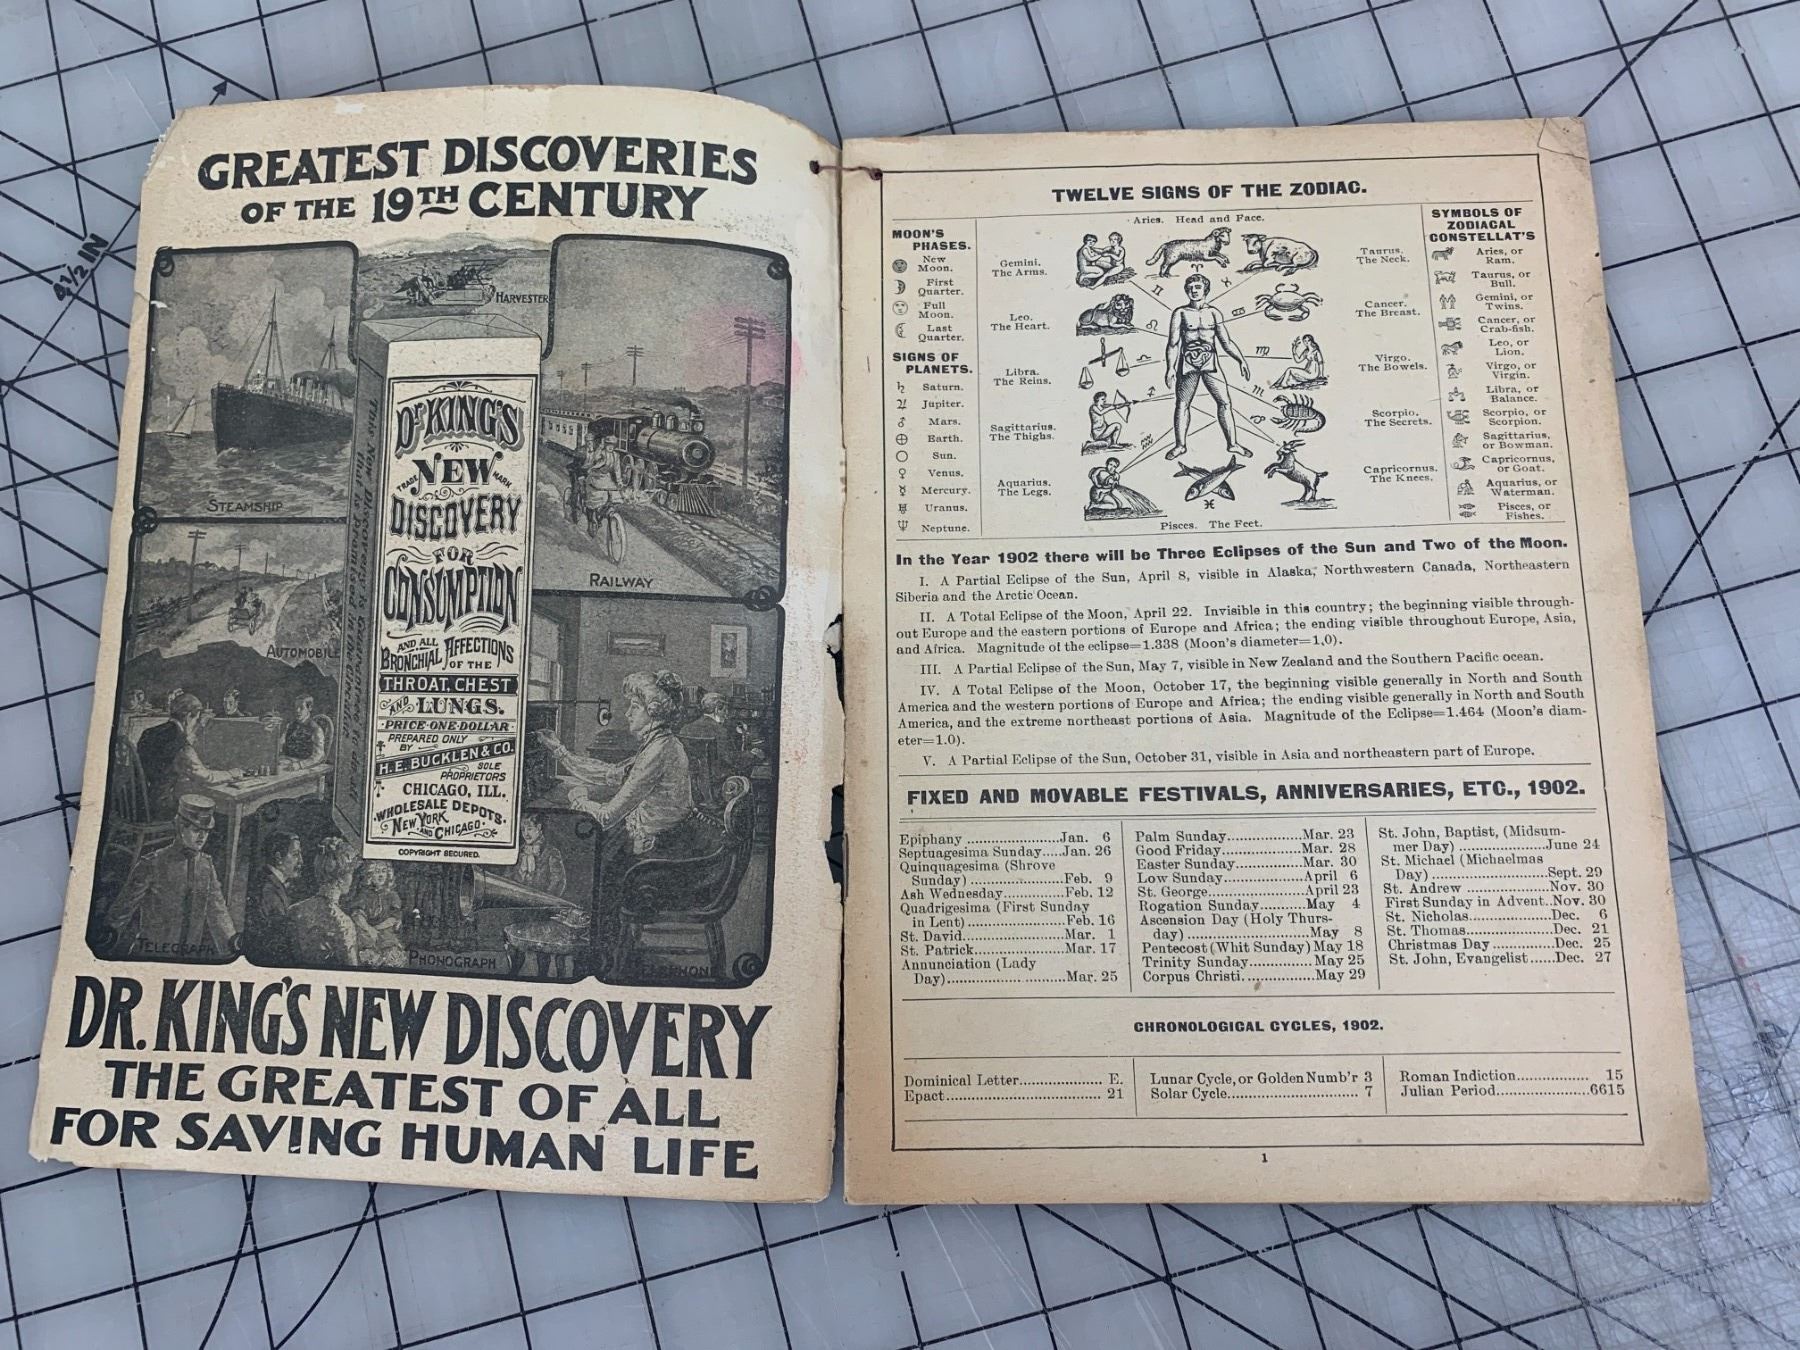 8½ IN
GREATEST DISCOVERIES
OF THE 19TH CENTURY
HARVESTER
STEAMSHIP
RAILWAY
AUTOMOBILE
TELEGRAPH
PHONOGRAPH
TELEPHONE
DR KING'S
NEW
TRADE MARK
DISCOVERY
FOR
CONSUMPTION
AND ALL
BRONCHIAL AFFECTIONS
OF THE
THROAT, CHEST
AND LUNGS.
PRICE ONE DOLLAR
PREPARED ONLY
BY
H.E. BUCKLEN & CO.
SOLE
PROPRIETORS
CHICAGO, ILL.
WHOLESALE DEPOTS.
NEW YORK
AND CHICAGO.
COPYRIGHT SECURED.
This New Discovery is Guaranteed
DR. KING'S NEW DISCOVERY
THE GREATEST OF ALL
FOR SAVING HUMAN LIFE
TWELVE SIGNS OF THE ZODIAC.
MOON'S
PHASES.
New
Moon.
First
Quarter.
Full
Moon.
Last
Quarter.
SIGNS OF
PLANETS.
♄ Saturn.
♃ Jupiter.
♂ Mars.
⊕ Earth.
○ Sun.
♀ Venus.
☿ Mercury.
♅ Uranus.
♆ Neptune.
Aries. Head and Face.
Gemini.
The Arms.
Leo.
The Heart.
Libra.
The Reins.
Sagittarius.
The Thighs.
Aquarius.
The Legs.
Taurus.
The Neck.
Cancer.
The Breast.
Virgo.
The Bowels.
Scorpio.
The Secrets.
Capricornus.
The Knees.
Pisces. The Feet.
SYMBOLS OF
ZODIACAL
CONSTELLAT'S
Aries, or
Ram.
Taurus, or
Bull.
Gemini, or
Twins.
Cancer, or
Crab-fish.
Leo, or
Lion.
Virgo, or
Virgin.
Libra, or
Balance.
Scorpio, or
Scorpion.
Sagittarius,
or Bowman.
Capricornus,
or Goat.
Aquarius, or
Waterman.
Pisces, or
Fishes.
In the Year 1902 there will be Three Eclipses of the Sun and Two of the Moon.
I. A Partial Eclipse of the Sun, April 8, visible in Alaska, Northwestern Canada, Northeastern
Siberia and the Arctic Ocean.
II. A Total Eclipse of the Moon, April 22. Invisible in this country; the beginning visible through-
out Europe and the eastern portions of Europe and Africa; the ending visible throughout Europe, Asia,
and Africa. Magnitude of the eclipse=1.338 (Moon's diameter=1,0).
III. A Partial Eclipse of the Sun, May 7, visible in New Zealand and the Southern Pacific ocean.
IV. A Total Eclipse of the Moon, October 17, the beginning visible generally in North and South
America and the western portions of Europe and Africa; the ending visible generally in North and South
America, and the extreme northeast portions of Asia. Magnitude of the Eclipse=1.464 (Moon's diam-
eter=1.0).
V. A Partial Eclipse of the Sun, October 31, visible in Asia and northeastern part of Europe.
FIXED AND MOVABLE FESTIVALS, ANNIVERSARIES, ETC., 1902.
Epiphany ..............Jan. 6
Septuagesima Sunday....Jan. 26
Quinquagesima (Shrove
Sunday) ..............Feb. 9
Ash Wednesday..........Feb. 12
Quadrigesima (First Sunday
in Lent) ..............Feb. 16
St. David..............Mar. 1
St. Patrick............Mar. 17
Annunciation (Lady
Day)..................Mar. 25
Palm Sunday............Mar. 23
Good Friday............Mar. 28
Easter Sunday..........Mar. 30
Low Sunday.............April 6
St. George.............April 23
Rogation Sunday........May 4
Ascension Day (Holy Thurs-
day) ..................May 8
Pentecost (Whit Sunday) May 18
Trinity Sunday.........May 25
Corpus Christi.........May 29
St. John, Baptist, (Midsum-
mer Day) .............June 24
St. Michael (Michaelmas
Day) .................Sept. 29
St. Andrew ............Nov. 30
First Sunday in Advent..Nov. 30
St. Nicholas...........Dec. 6
St. Thomas.............Dec. 21
Christmas Day..........Dec. 25
St. John, Evangelist....Dec. 27
CHRONOLOGICAL CYCLES, 1902.
Dominical Letter.............. E.
Epact......................... 21
Lunar Cycle, or Golden Numb'r 3
Solar Cycle................... 7
Roman Indiction............. 15
Julian Period...............6615
1